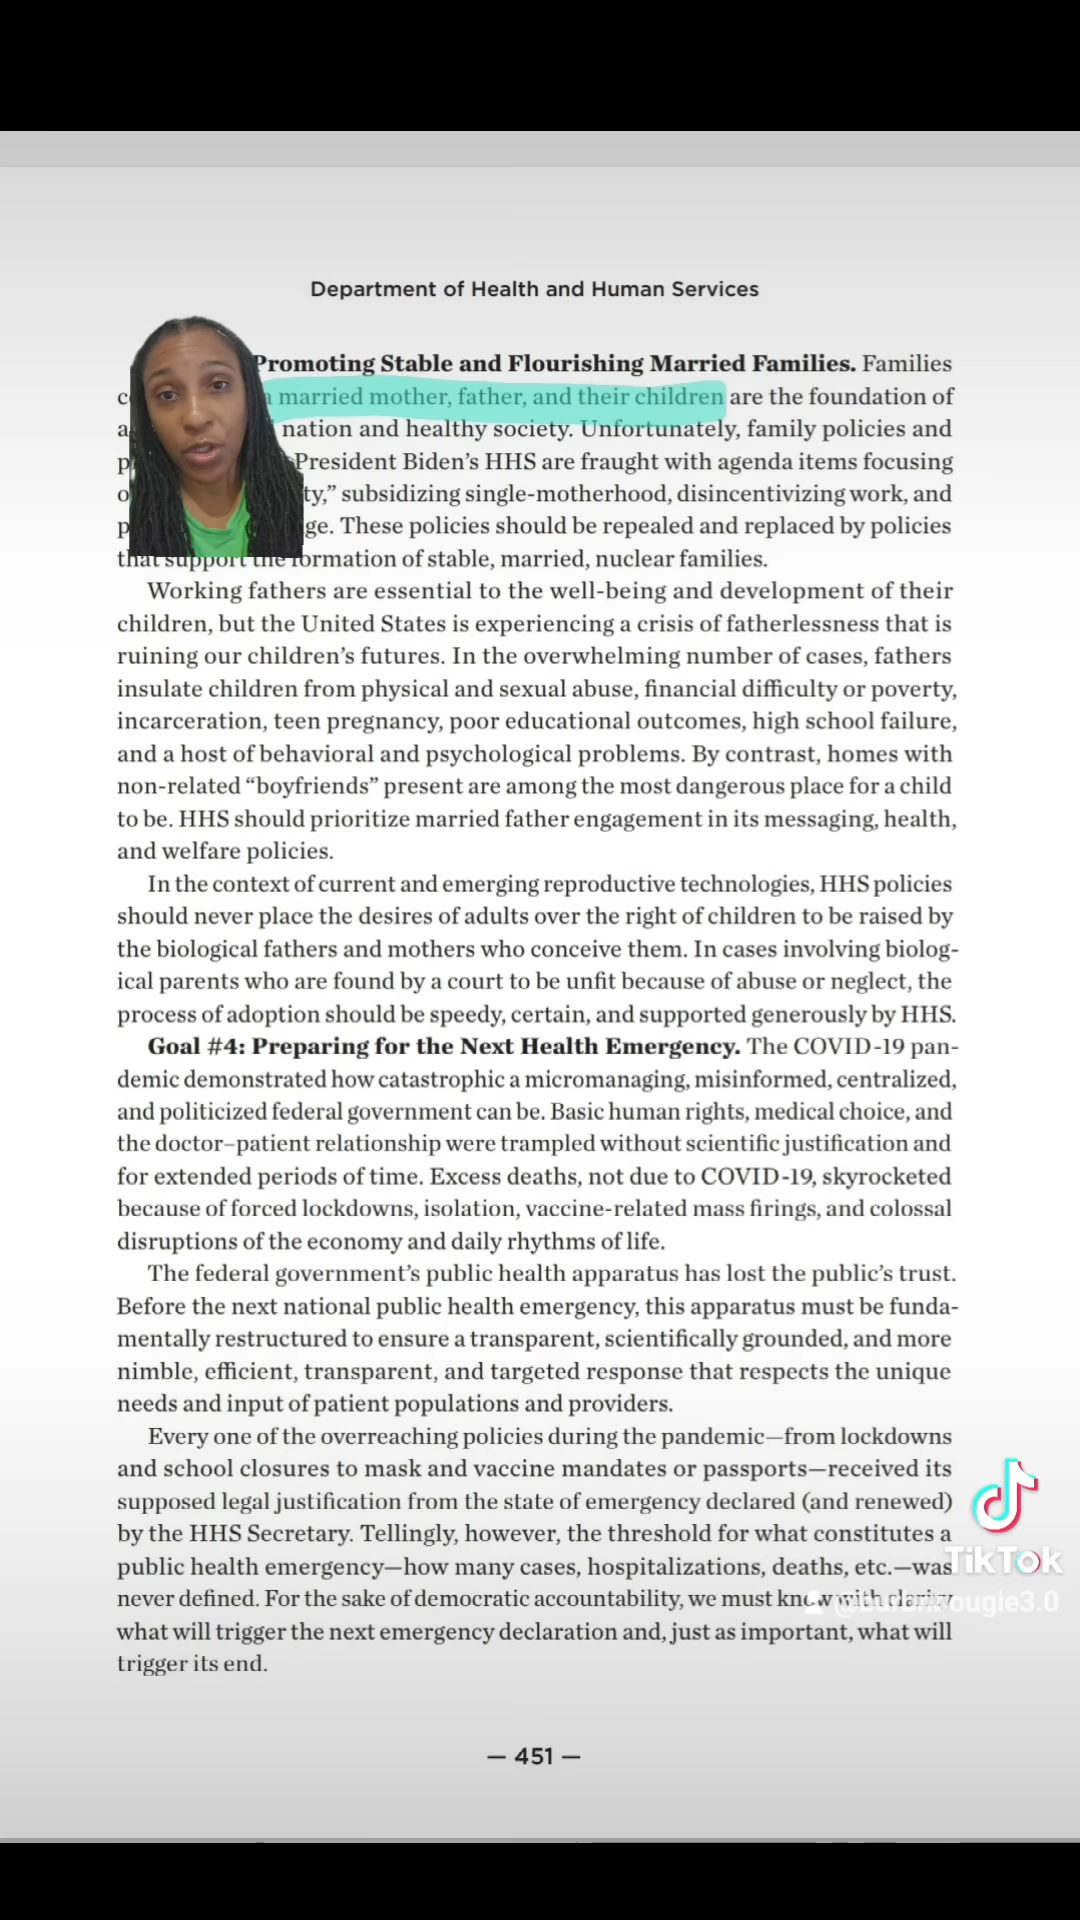 Department of Health and Human Services
Promoting Stable and Flourishing Married Families. Families
married mother, father, and their children are the foundation of
nation and healthy society. Unfortunately, family policies and
President Biden's HHS are fraught with agenda items focusing
ty,” subsidizing single-motherhood, disincentivizing work, and
ge. These policies should be repealed and replaced by policies
that support the formation of stable, married, nuclear families.
Working fathers are essential to the well-being and development of their
children, but the United States is experiencing a crisis of fatherlessness that is
ruining our children’s futures. In the overwhelming number of cases, fathers
insulate children from physical and sexual abuse, financial difficulty or poverty,
incarceration, teen pregnancy, poor educational outcomes, high school failure,
and a host of behavioral and psychological problems. By contrast, homes with
non-related “boyfriends” present are among the most dangerous place for a child
to be. HHS should prioritize married father engagement in its messaging, health,
and welfare policies.
In the context of current and emerging reproductive technologies, HHS policies
should never place the desires of adults over the right of children to be raised by
the biological fathers and mothers who conceive them. In cases involving biolog-
ical parents who are found by a court to be unfit because of abuse or neglect, the
process of adoption should be speedy, certain, and supported generously by HHS.
Goal #4: Preparing for the Next Health Emergency. The COVID-19 pan-
demic demonstrated how catastrophic a micromanaging, misinformed, centralized,
and politicized federal government can be. Basic human rights, medical choice, and
the doctor–patient relationship were trampled without scientific justification and
for extended periods of time. Excess deaths, not due to COVID-19, skyrocketed
because of forced lockdowns, isolation, vaccine-related mass firings, and colossal
disruptions of the economy and daily rhythms of life.
The federal government’s public health apparatus has lost the public’s trust.
Before the next national public health emergency, this apparatus must be funda-
mentally restructured to ensure a transparent, scientifically grounded, and more
nimble, efficient, transparent, and targeted response that respects the unique
needs and input of patient populations and providers.
Every one of the overreaching policies during the pandemic—from lockdowns
and school closures to mask and vaccine mandates or passports—received its
supposed legal justification from the state of emergency declared (and renewed)
by the HHS Secretary. Tellingly, however, the threshold for what constitutes a
public health emergency—how many cases, hospitalizations, deaths, etc.—was
TikTok
never defined. For the sake of democratic accountability, we must know with clarity
what will trigger the next emergency declaration and, just as important, what will
trigger its end.
— 451 —